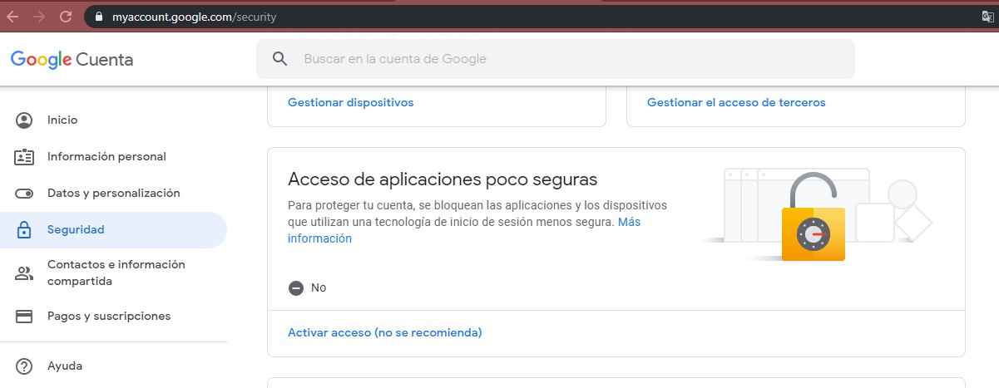 myaccount.google.com/security
Google Cuenta
Buscar en la cuenta de Google
Inicio
Información personal
Datos y personalización
Seguridad
Contactos e información
compartida
Pagos y suscripciones
Ayuda
Gestionar dispositivos
Gestionar el acceso de terceros
Acceso de aplicaciones poco seguras
Para proteger tu cuenta, se bloquean las aplicaciones y los dispositivos
que utilizan una tecnología de inicio de sesión menos segura. Más
información
No
Activar acceso (no se recomienda)